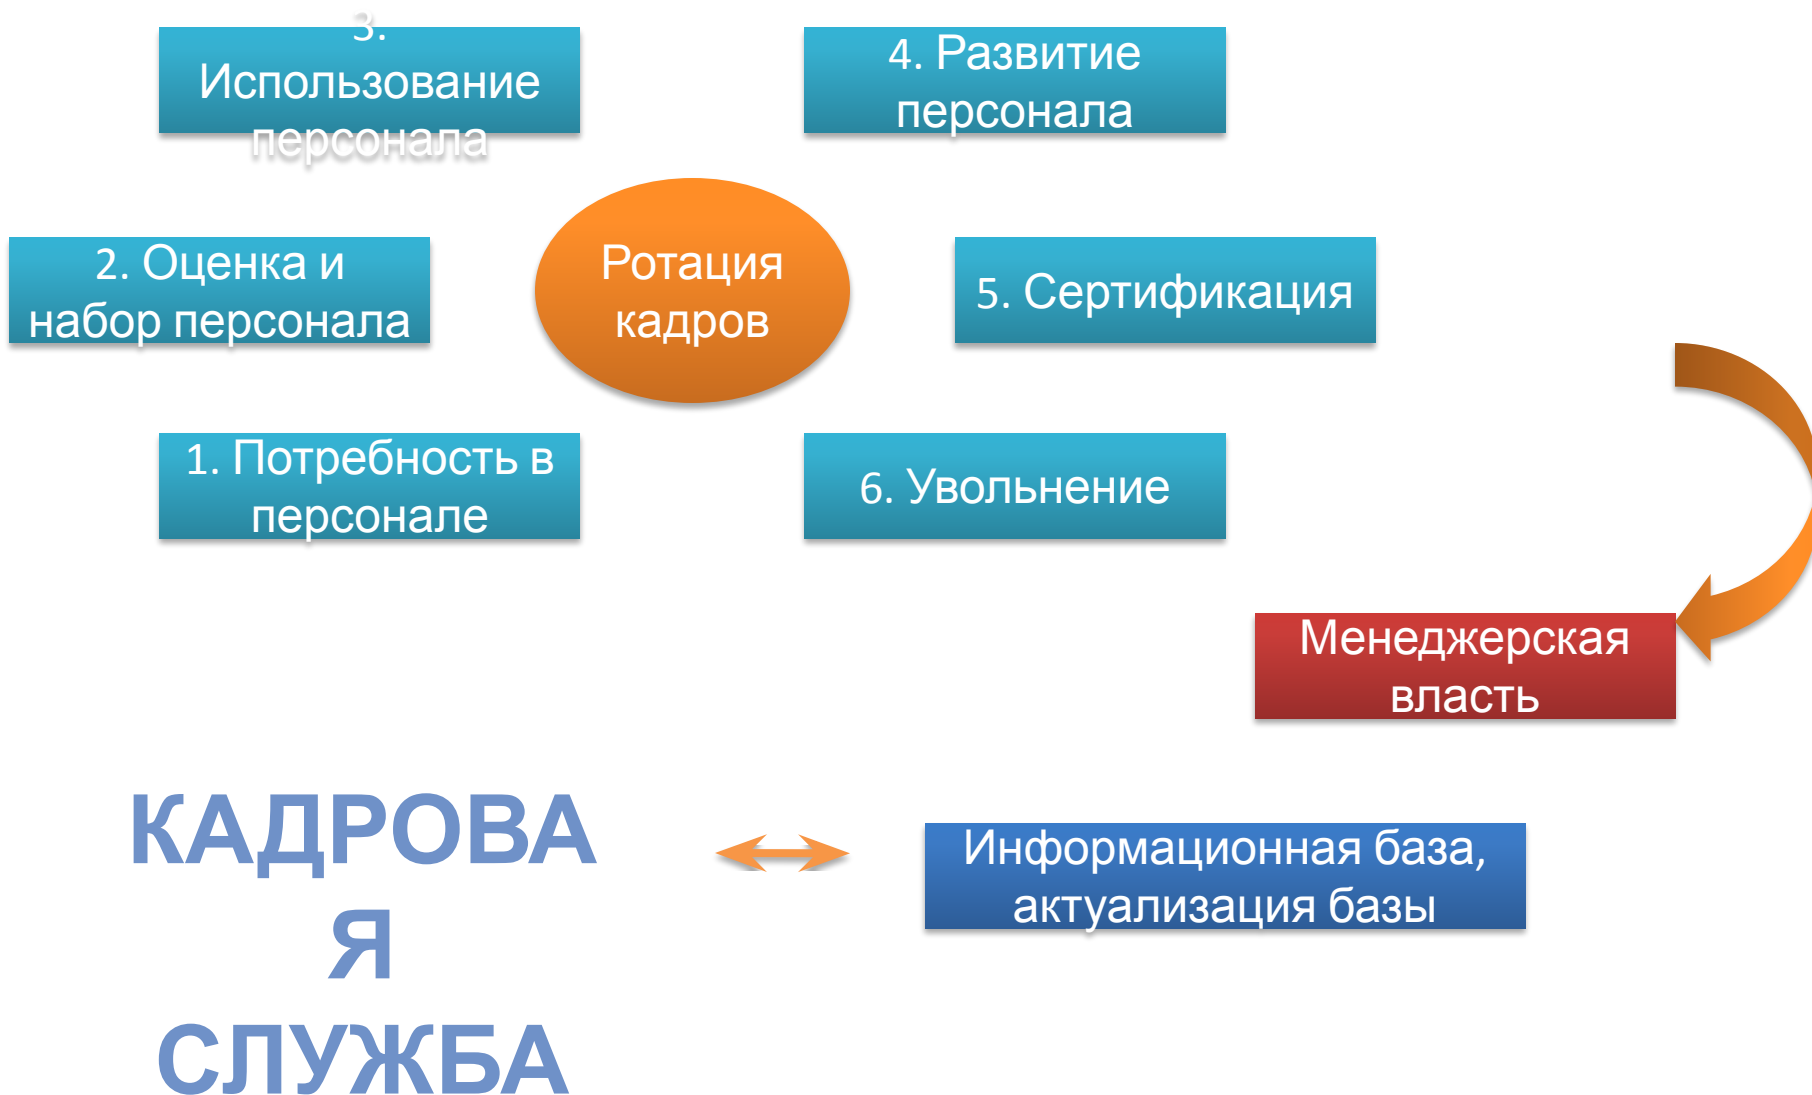 3.
Использование
персонала
4. Развитие
персонала
2. Оценка и
набор персонала
Ротация
кадров
5. Сертификация
1. Потребность в
персонале
6. Увольнение
Менеджерская
власть
КАДРОВА
Я
СЛУЖБА
Информационная база,
актуализация базы